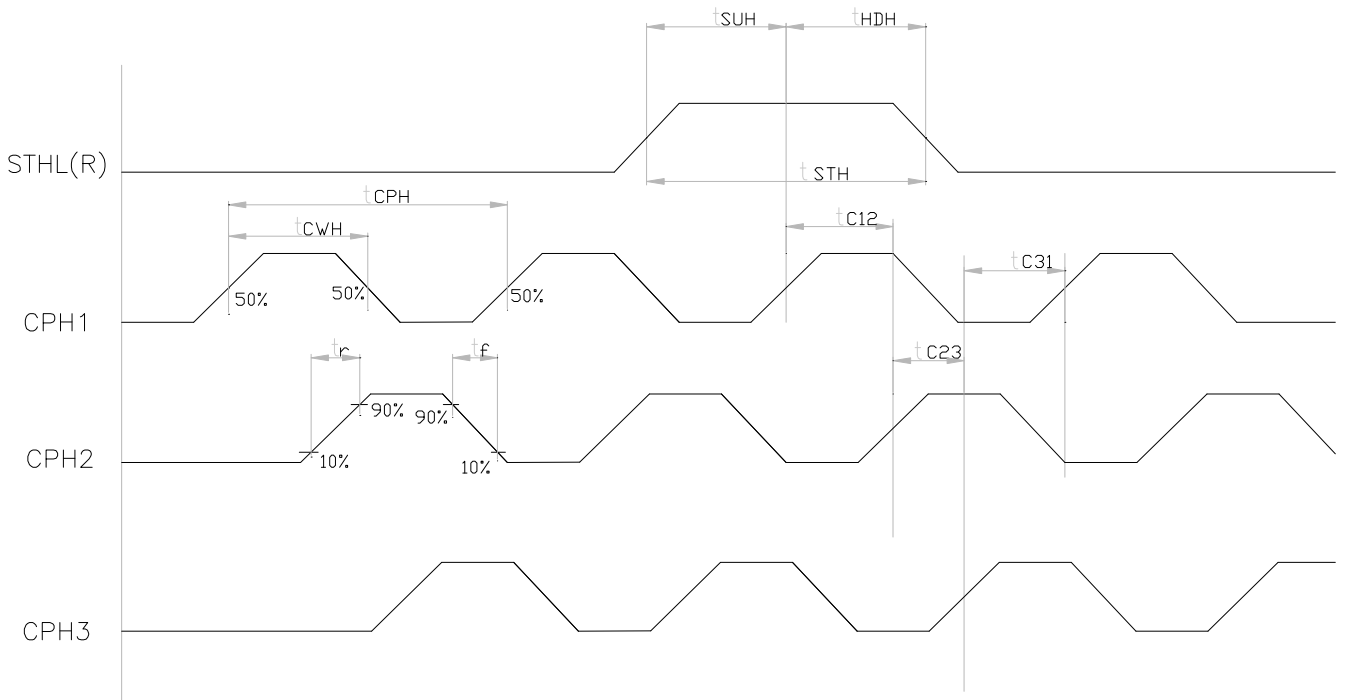 tSUH
tHDH
STHL(R)
tSTH
tCPH
tCWH
tC12
tC31
50%
50%
50%
CPH1
tr
tf
tC23
90%
90%
CPH2
10%
10%
CPH3